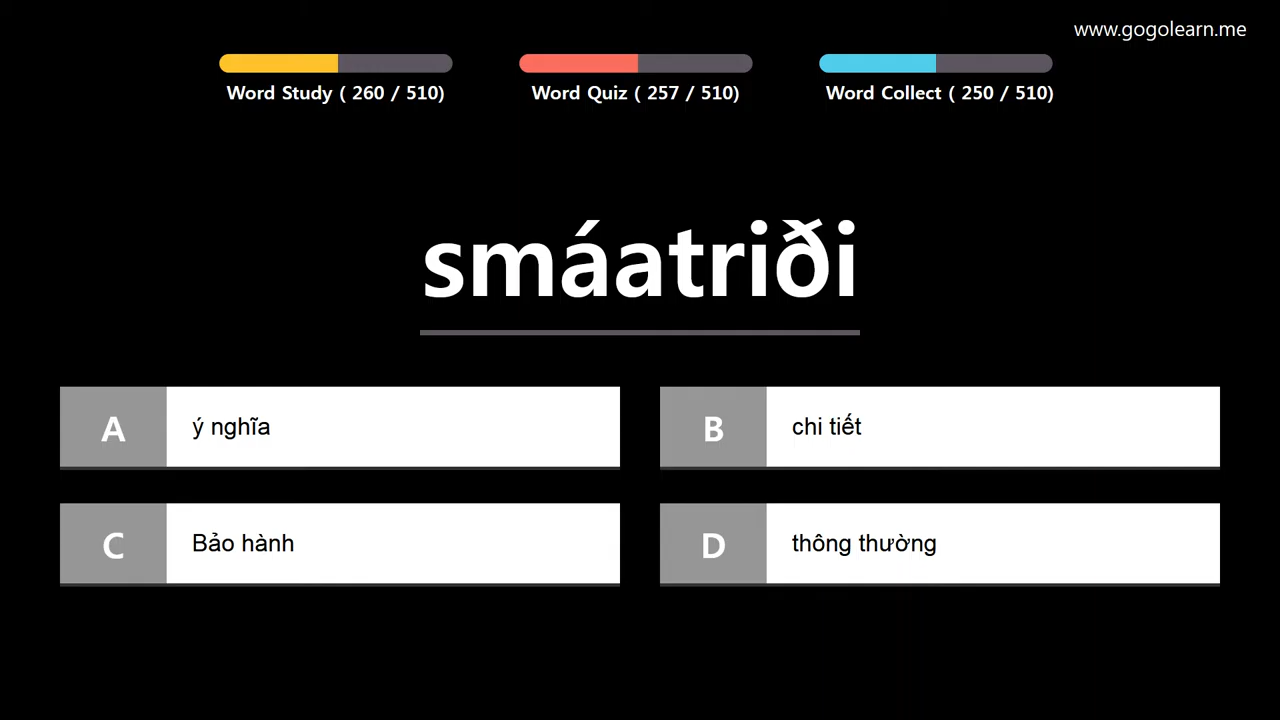 www.gogolearn.me
Word Study ( 260 / 510)
Word Quiz ( 257 / 510)
Word Collect ( 250 / 510)
smáatriði
A ý nghĩa
B chi tiết
C Bảo hành
D thông thường